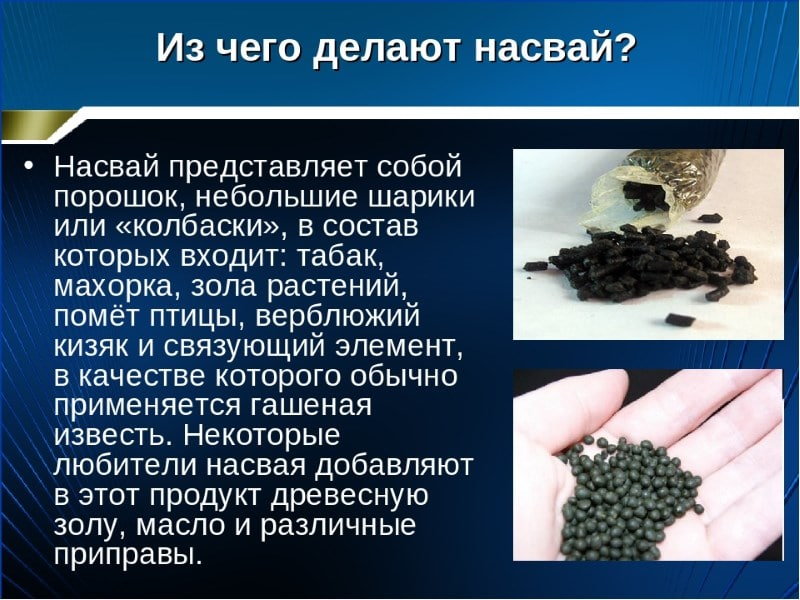 Из чего делают насвай?
• Насвай представляет собой
порошок, небольшие шарики
или «колбаски», в состав
которых входит: табак,
махорка, зола растений,
помёт птицы, верблюжий
кизяк и связующий элемент,
в качестве которого обычно
применяется гашеная
известь. Некоторые
любители насвая добавляют
в этот продукт древесную
золу, масло и различные
приправы.